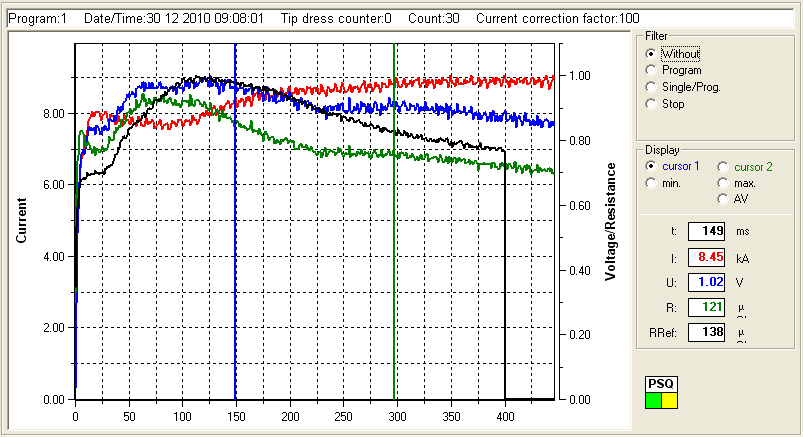 Program:1 Date/Time:30 12 2010 09:08:01 Tip dress counter:0 Count:30 Current correction factor:100
Filter
Without
Program
Single/Prog.
Stop
Display
cursor 1 cursor 2
min. max.
AV
t: 149 ms
I: 8.45 kA
U: 1.02 V
R: 121 µ
RRef: 138 µ
PSQ
Current
8.00
6.00
4.00
2.00
0.00
Voltage/Resistance
1.00
0.80
0.60
0.40
0.20
0.00
0 50 100 150 200 250 300 350 400